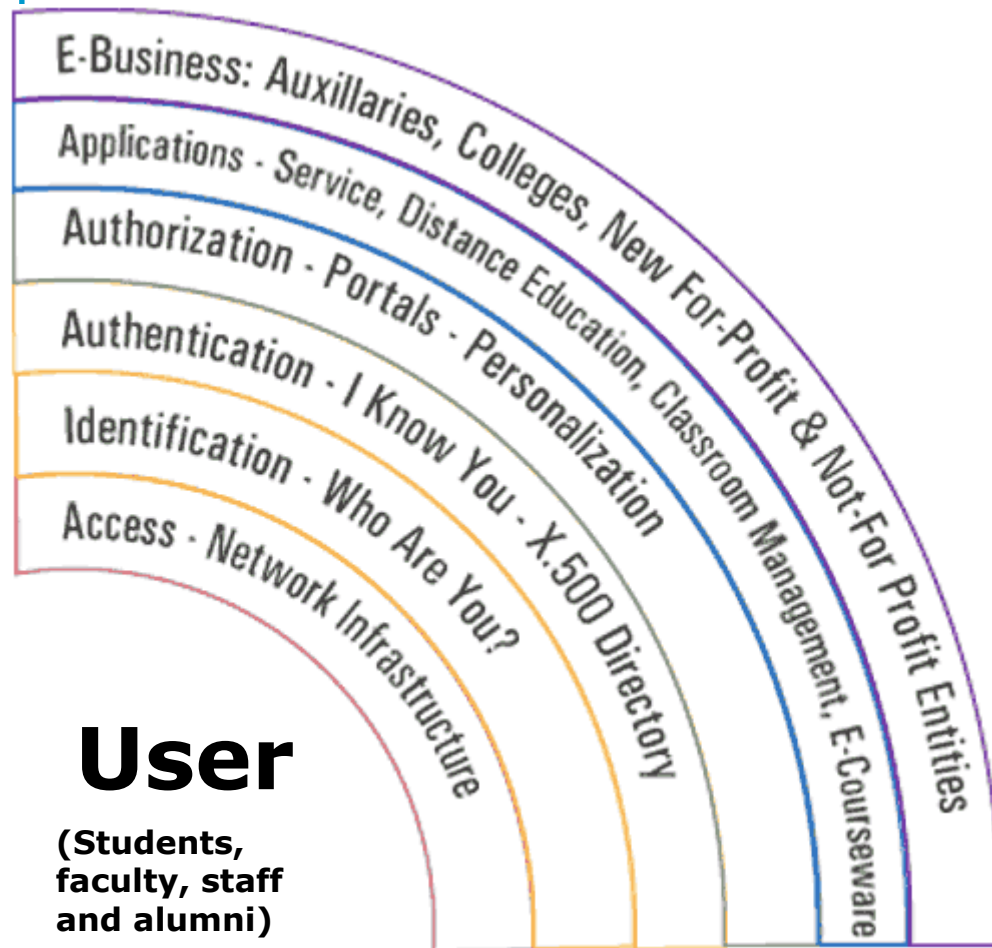 E-Business: Auxillaries, Colleges, New For-Profit & Not-For Profit Entities
Applications - Service, Distance Education, Classroom Management, E-Courseware
Authorization - Portals - Personalization
Authentication - I Know You - X.500 Directory
Identification - Who Are You?
Access - Network Infrastructure
User
(Students,
faculty, staff
and alumni)